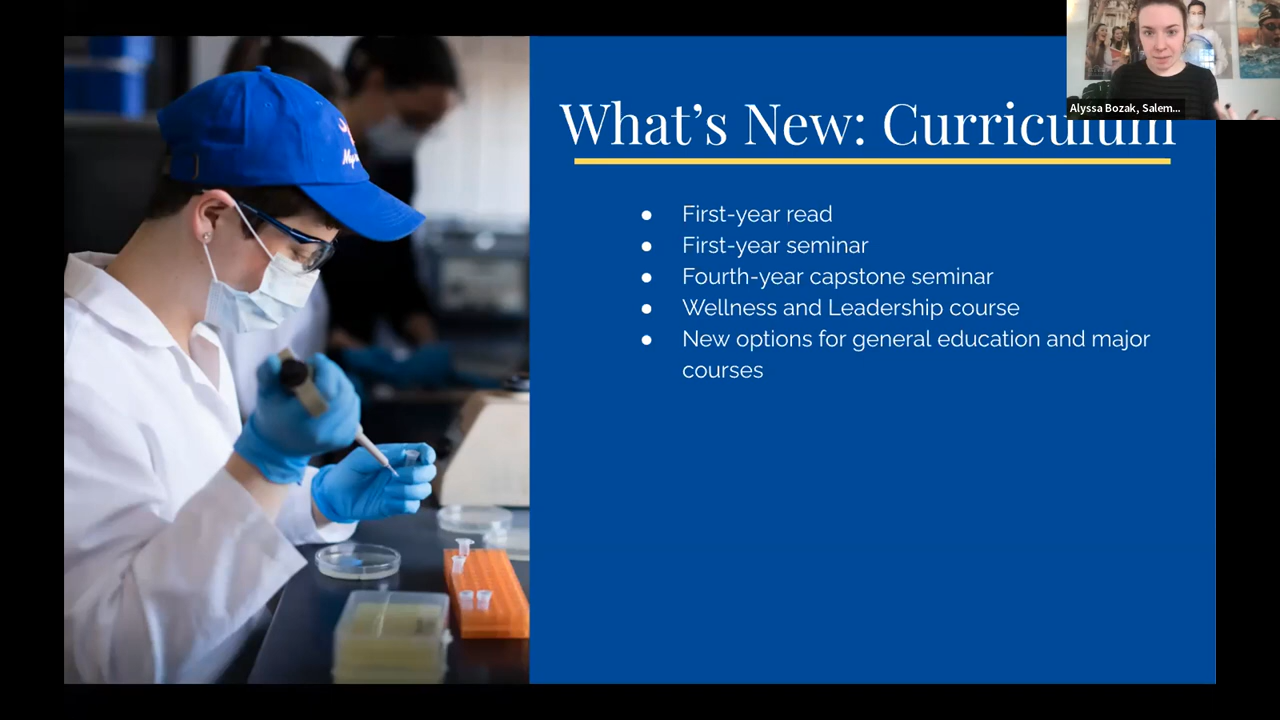 Alyssa Bozak, Salem...
What's New: Curriculum
● First-year read
● First-year seminar
● Fourth-year capstone seminar
● Wellness and Leadership course
● New options for general education and major
courses